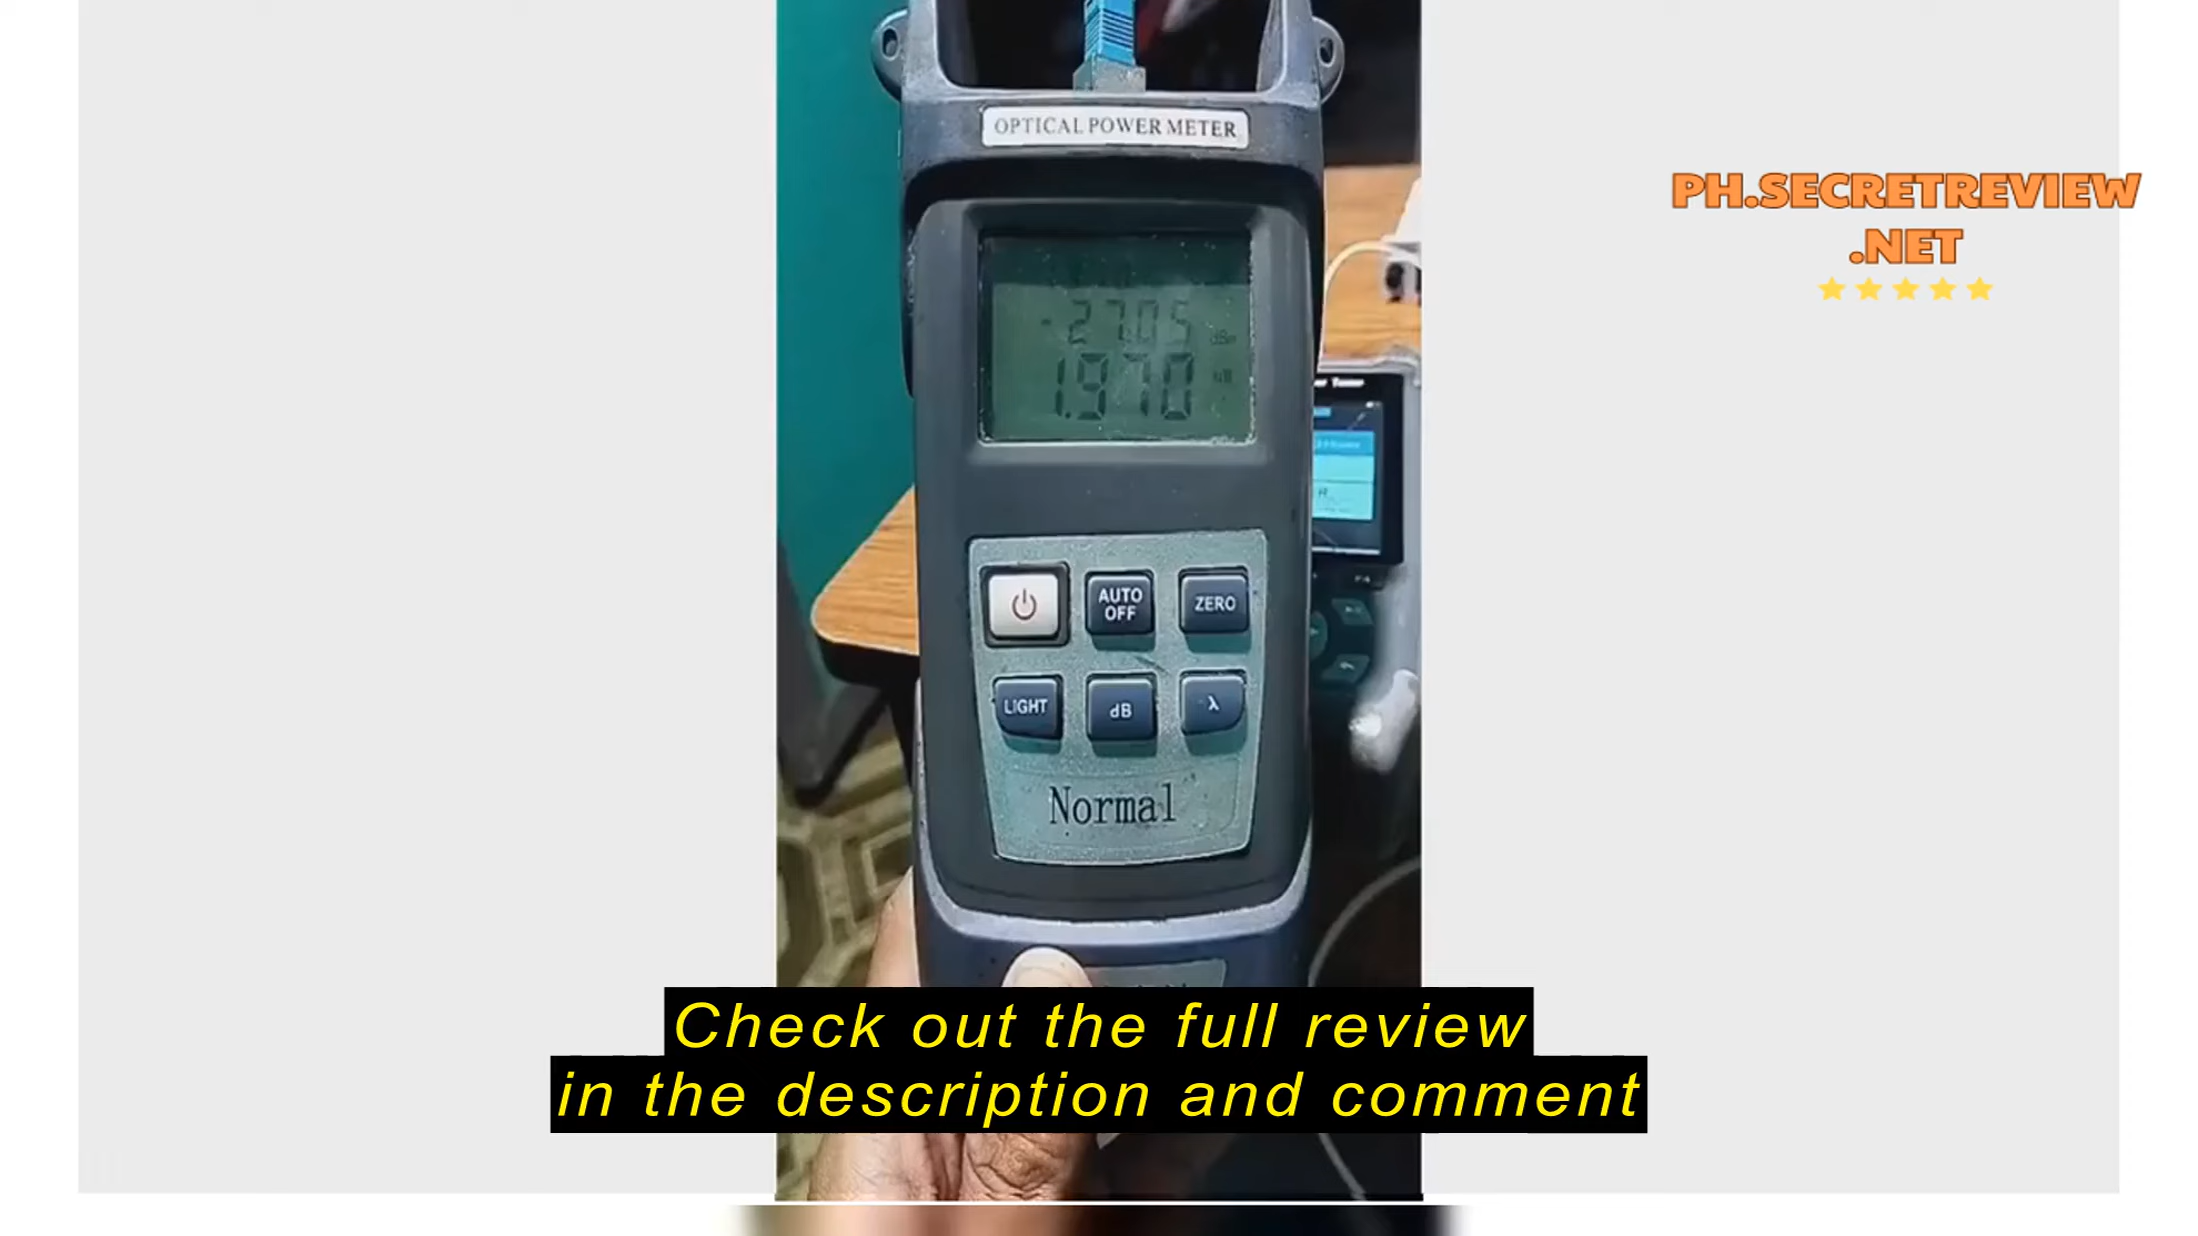 OPTICAL POWER METER
PH.SECRETREVIEW
.NET
-27.05
dBm
1.970
AUTO
OFF
ZERO
LIGHT
dB
λ
Normal
Check out the full review
in the description and comment